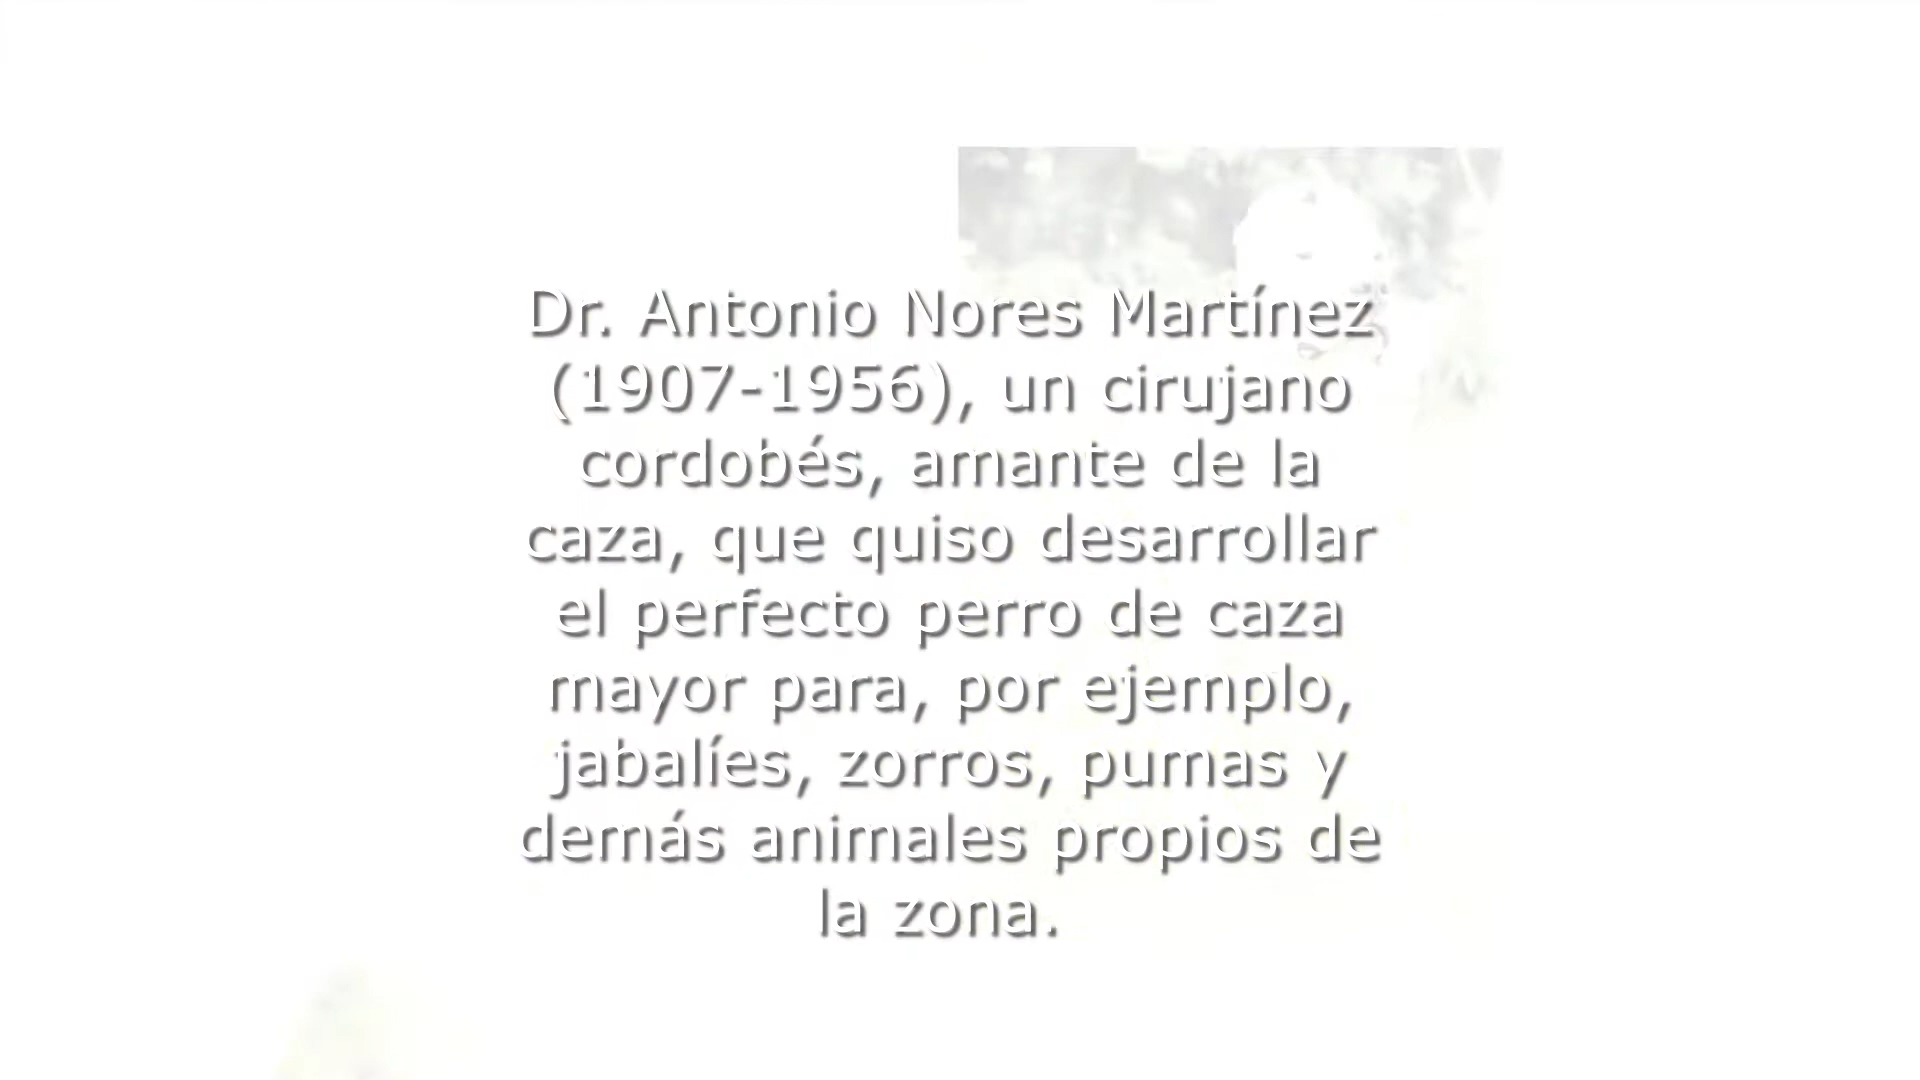 Dr. Antonio Nores Martínez
(1907-1956), un cirujano
cordobés, amante de la
caza, que quiso desarrollar
el perfecto perro de caza
mayor para, por ejemplo,
jabalíes, zorros, pumas y
demás animales propios de
la zona.